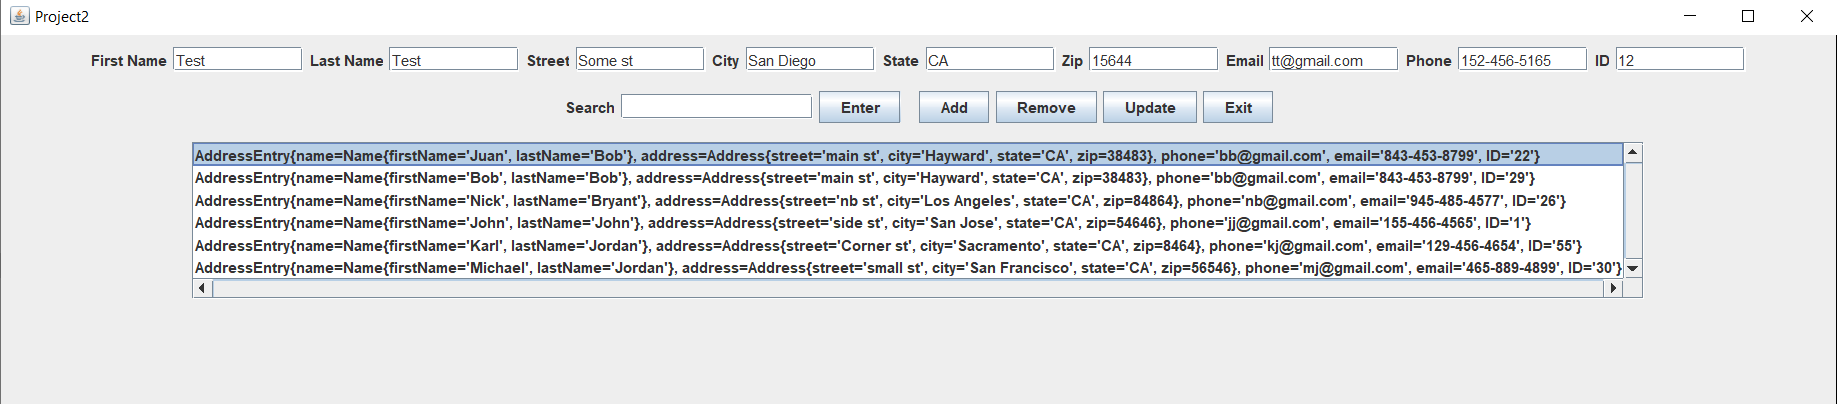 Project2
First Name Test Last Name Test Street Some st City San Diego State CA Zip 15644 Email tt@gmail.com Phone 152-456-5165 ID 12
Search Enter Add Remove Update Exit
AddressEntry{name=Name{firstName='Juan', lastName='Bob'}, address=Address{street='main st', city='Hayward', state='CA', zip=38483}, phone='bb@gmail.com', email='843-453-8799', ID='22'}
AddressEntry{name=Name{firstName='Bob', lastName='Bob'}, address=Address{street='main st', city='Hayward', state='CA', zip=38483}, phone='bb@gmail.com', email='843-453-8799', ID='29'}
AddressEntry{name=Name{firstName='Nick', lastName='Bryant'}, address=Address{street='nb st', city='Los Angeles', state='CA', zip=84864}, phone='nb@gmail.com', email='945-485-4577', ID='26'}
AddressEntry{name=Name{firstName='John', lastName='John'}, address=Address{street='side st', city='San Jose', state='CA', zip=54646}, phone='jj@gmail.com', email='155-456-4565', ID='1'}
AddressEntry{name=Name{firstName='Karl', lastName='Jordan'}, address=Address{street='Corner st', city='Sacramento', state='CA', zip=8464}, phone='kj@gmail.com', email='129-456-4654', ID='55'}
AddressEntry{name=Name{firstName='Michael', lastName='Jordan'}, address=Address{street='small st', city='San Francisco', state='CA', zip=56546}, phone='mj@gmail.com', email='465-889-4899', ID='30'}